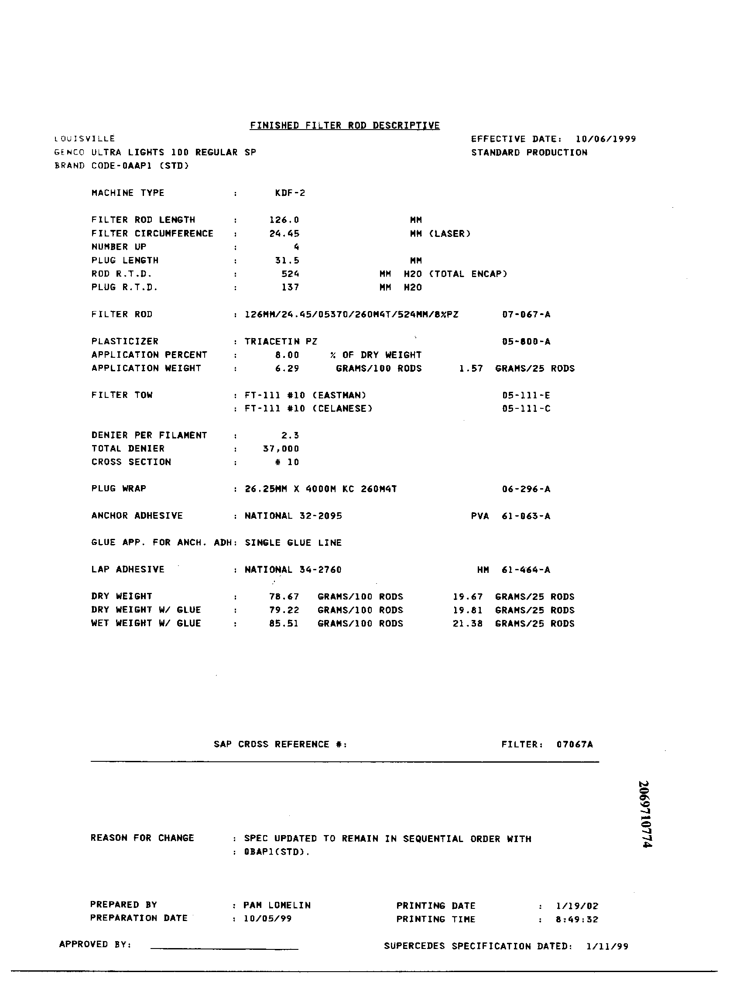 FINISHED FILTER ROD DESCRIPTIVE
LOUISVILLE EFFECTIVE DATE: 10/06/1999
GENCO ULTRA LIGHTS 100 REGULAR SP STANDARD PRODUCTION
BRAND CODE-0AAP1 (STD)
MACHINE TYPE : KDF-2
FILTER ROD LENGTH : 126.0 MM
FILTER CIRCUMFERENCE : 24.45 MM (LASER)
NUMBER UP : 4
PLUG LENGTH : 31.5 MM
ROD R.T.D. : 524 MM H2O (TOTAL ENCAP)
PLUG R.T.D. : 137 MM H2O
FILTER ROD : 126MM/24.45/05370/260M4T/524MM/8%PZ 07-067-A
PLASTICIZER : TRIACETIN PZ 05-800-A
APPLICATION PERCENT : 8.00 % OF DRY WEIGHT
APPLICATION WEIGHT : 6.29 GRAMS/100 RODS 1.57 GRAMS/25 RODS
FILTER TOW : FT-111 #10 (EASTMAN) 05-111-E
: FT-111 #10 (CELANESE) 05-111-C
DENIER PER FILAMENT : 2.3
TOTAL DENIER : 37,000
CROSS SECTION : # 10
PLUG WRAP : 26.25MM X 4000M KC 260M4T 06-296-A
ANCHOR ADHESIVE : NATIONAL 32-2095 PVA 61-063-A
GLUE APP. FOR ANCH. ADH: SINGLE GLUE LINE
LAP ADHESIVE : NATIONAL 34-2760 HM 61-464-A
DRY WEIGHT : 78.67 GRAMS/100 RODS 19.67 GRAMS/25 RODS
DRY WEIGHT W/ GLUE : 79.22 GRAMS/100 RODS 19.81 GRAMS/25 RODS
WET WEIGHT W/ GLUE : 85.51 GRAMS/100 RODS 21.38 GRAMS/25 RODS
SAP CROSS REFERENCE #: FILTER: 07067A
2069710774
REASON FOR CHANGE : SPEC UPDATED TO REMAIN IN SEQUENTIAL ORDER WITH
: 0BAP1(STD).
PREPARED BY : PAM LOMELIN PRINTING DATE : 1/19/02
PREPARATION DATE : 10/05/99 PRINTING TIME : 8:49:32
APPROVED BY: SUPERCEDES SPECIFICATION DATED: 1/11/99